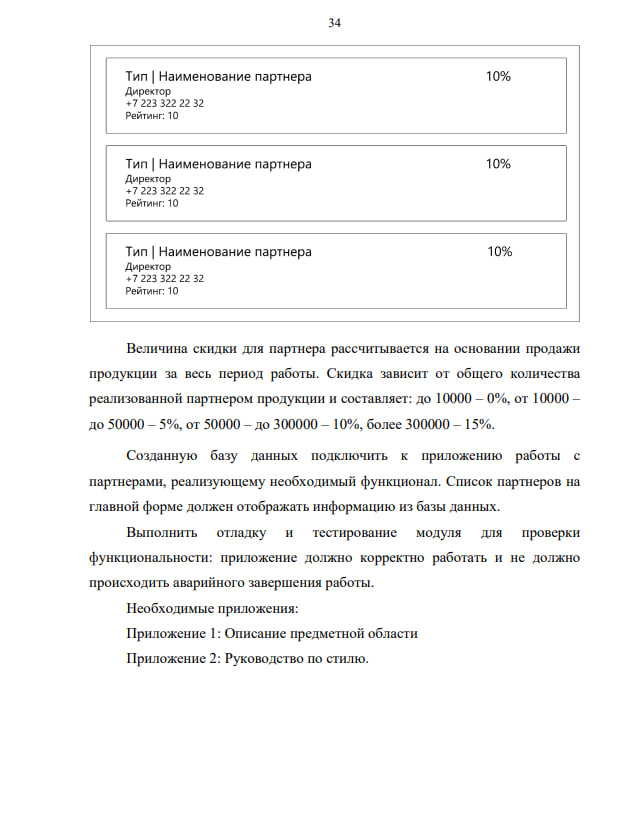 34
Тип | Наименование партнера 10%
Директор
+7 223 322 22 32
Рейтинг: 10
Тип | Наименование партнера 10%
Директор
+7 223 322 22 32
Рейтинг: 10
Тип | Наименование партнера 10%
Директор
+7 223 322 22 32
Рейтинг: 10
Величина скидки для партнера рассчитывается на основании продажи
продукции за весь период работы. Скидка зависит от общего количества
реализованной партнером продукции и составляет: до 10000 – 0%, от 10000 –
до 50000 – 5%, от 50000 – до 300000 – 10%, более 300000 – 15%.
Созданную базу данных подключить к приложению работы с
партнерами, реализующему необходимый функционал. Список партнеров на
главной форме должен отображать информацию из базы данных.
Выполнить отладку и тестирование модуля для проверки
функциональности: приложение должно корректно работать и не должно
происходить аварийного завершения работы.
Необходимые приложения:
Приложение 1: Описание предметной области
Приложение 2: Руководство по стилю.